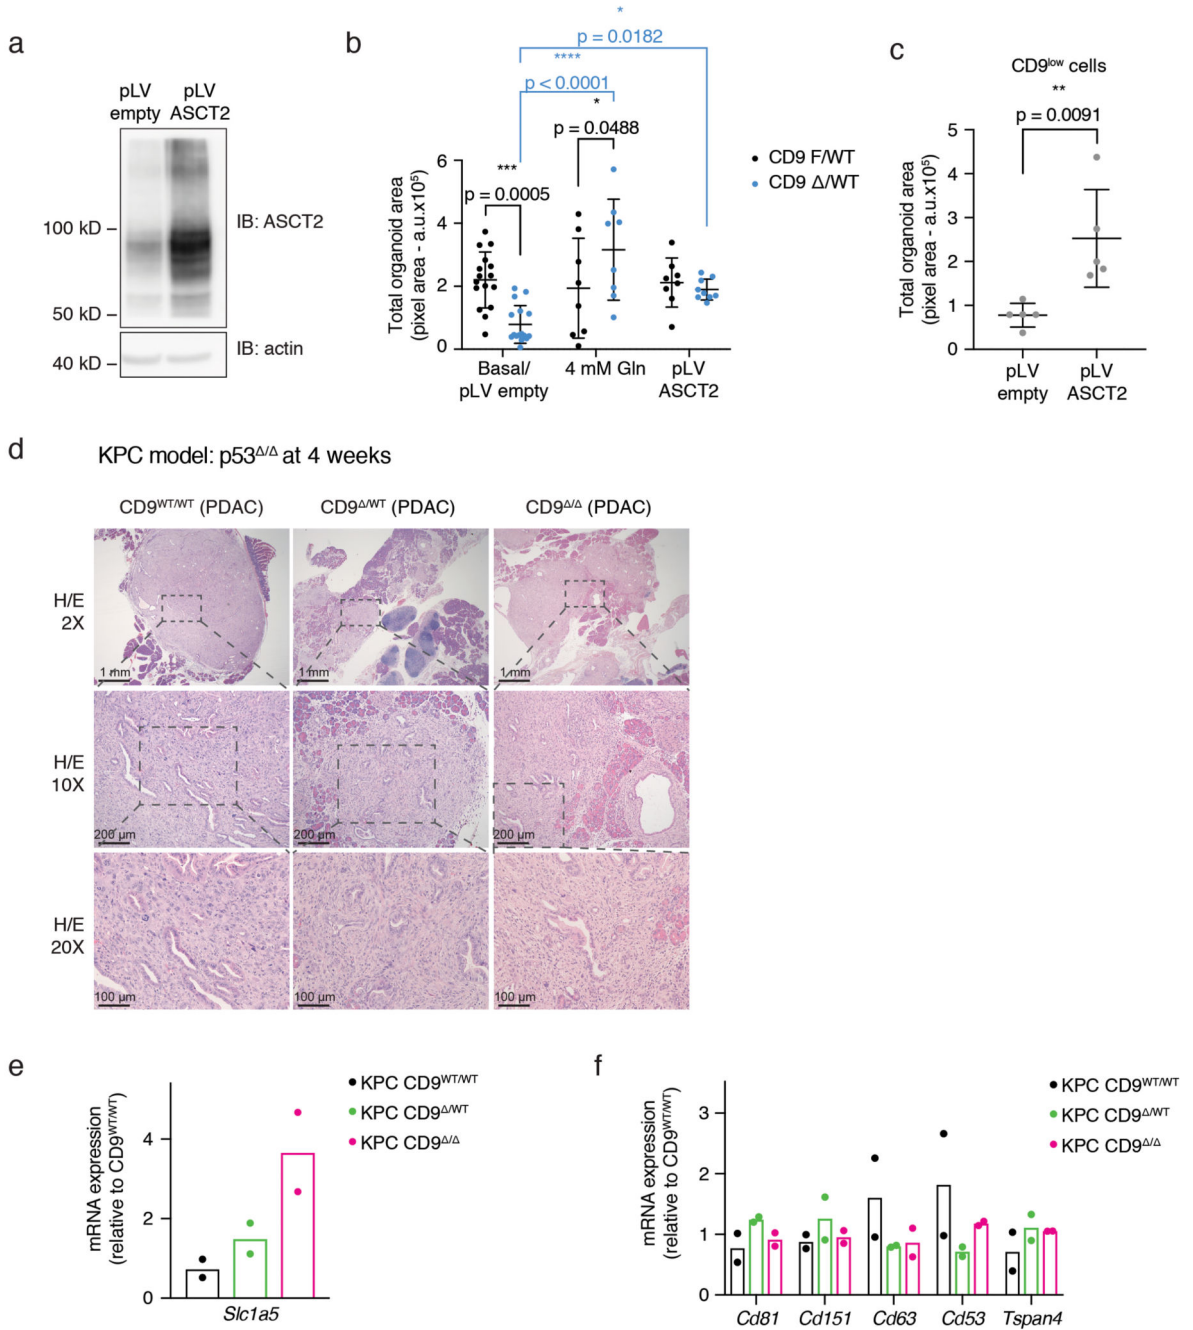 a
pLV empty
pLV ASCT2
100 kD
50 kD
40 kD
IB: ASCT2
IB: actin
b
*
p = 0.0182
****
p < 0.0001
*
p = 0.0488
***
p = 0.0005
Total organoid area
(pixel area - a.u.x10⁵)
6
4
2
0
Basal/
pLV empty
4 mM Gln
pLV
ASCT2
CD9 F/WT
CD9 Δ/WT
c
CD9ˡᵒʷ cells
**
p = 0.0091
Total organoid area
(pixel area - a.u.x10⁵)
5
4
3
2
1
0
pLV
empty
pLV
ASCT2
d
KPC model: p53Δ/Δ at 4 weeks
CD9WT/WT (PDAC)
CD9Δ/WT (PDAC)
CD9Δ/Δ (PDAC)
H/E
2X
1 mm
1 mm
1 mm
H/E
10X
200 µm
200 µm
200 µm
H/E
20X
100 µm
100 µm
100 µm
e
mRNA expression
(relative to CD9WT/WT)
4
2
0
Slc1a5
KPC CD9WT/WT
KPC CD9Δ/WT
KPC CD9Δ/Δ
f
mRNA expression
(relative to CD9WT/WT)
3
2
1
0
Cd81
Cd151
Cd63
Cd53
Tspan4
KPC CD9WT/WT
KPC CD9Δ/WT
KPC CD9Δ/Δ